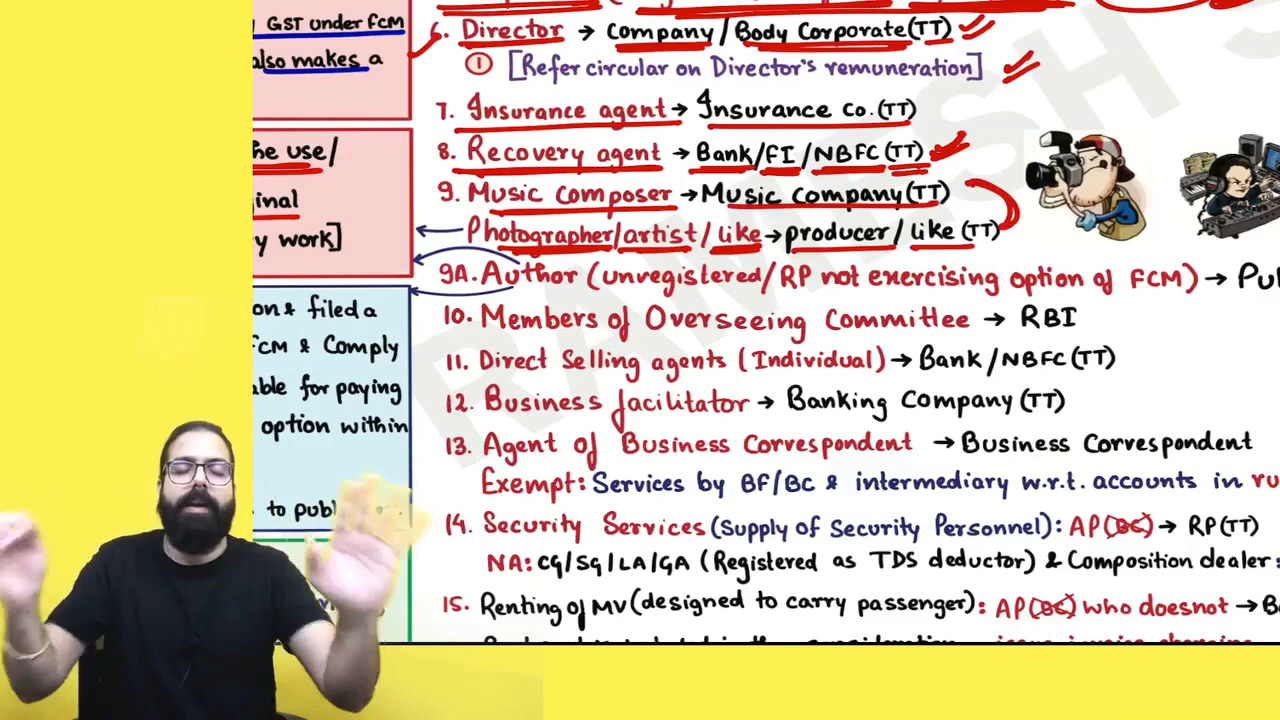 GST under fcm
also makes a
the use/
inal
y work]
on & filed a
fcm & Comply
able for paying
option within
to publ
6. Director → company / Body Corporate (TT)
① [Refer circular on Director's remuneration]
7. Insurance agent → Insurance Co. (TT)
8. Recovery agent → Bank/FI/NBFC (TT)
9. Music composer → Music company (TT)
Photographer/artist/like → producer/like (TT)
9A. Author (unregistered/RP not exercising option of FCM) → Pu
10. Members of Overseeing Committee → RBI
11. Direct Selling agents (Individual) → Bank/NBFC (TT)
12. Business facilitator → Banking Company (TT)
13. Agent of Business Correspondent → Business Correspondent
Exempt: Services by BF/BC & intermediary w.r.t. accounts in ru
14. Security Services (Supply of Security Personnel): AP (BC) → RP (TT)
NA: CG/SG/LA/GA (Registered as TDS deductor) & Composition dealer:
15. Renting of MV (designed to carry passenger): AP (BC) who doesnot → B
RAMESH S